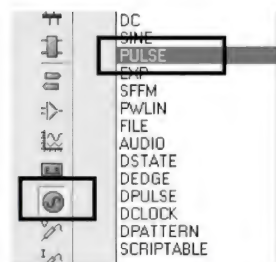 DC
SINE
PULSE
EXP
SFFM
PWLIN
FILE
AUDIO
DSTATE
DEDGE
DPULSE
DCLOCK
DPATTERN
SCRIPTABLE